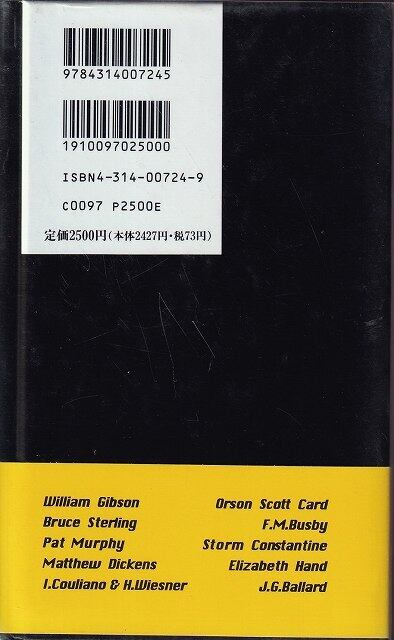 9784314007245
1910097025000
ISBN4-314-00724-9
C0097 P2500E
定価2500円(本体2427円・税73円)
William Gibson
Orson Scott Card
Bruce Sterling
F.M.Busby
Pat Murphy
Storm Constantine
Matthew Dickens
Elizabeth Hand
I.Couliano & H.Wiesner
J.G.Ballard